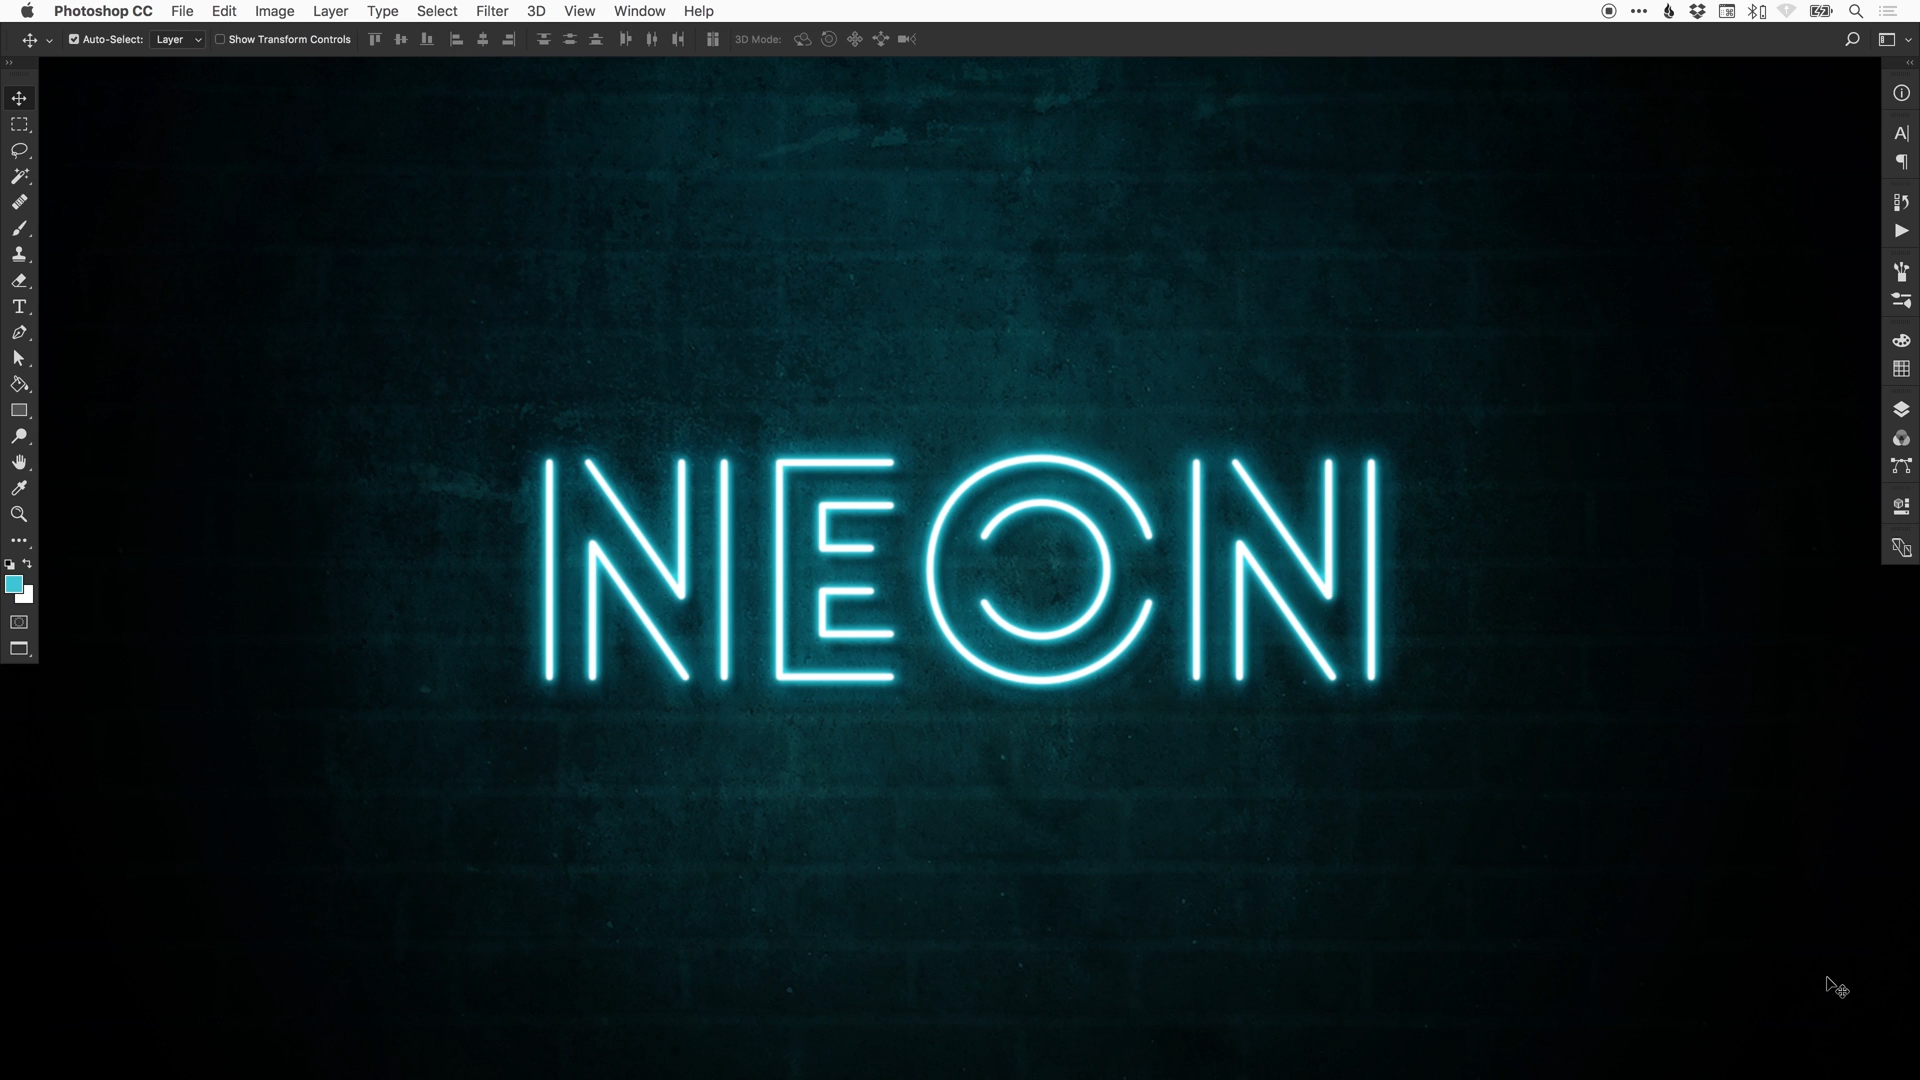 Photoshop CC File Edit Image Layer Type Select Filter 3D View Window Help
Auto-Select: Layer Show Transform Controls 3D Mode:
NEON